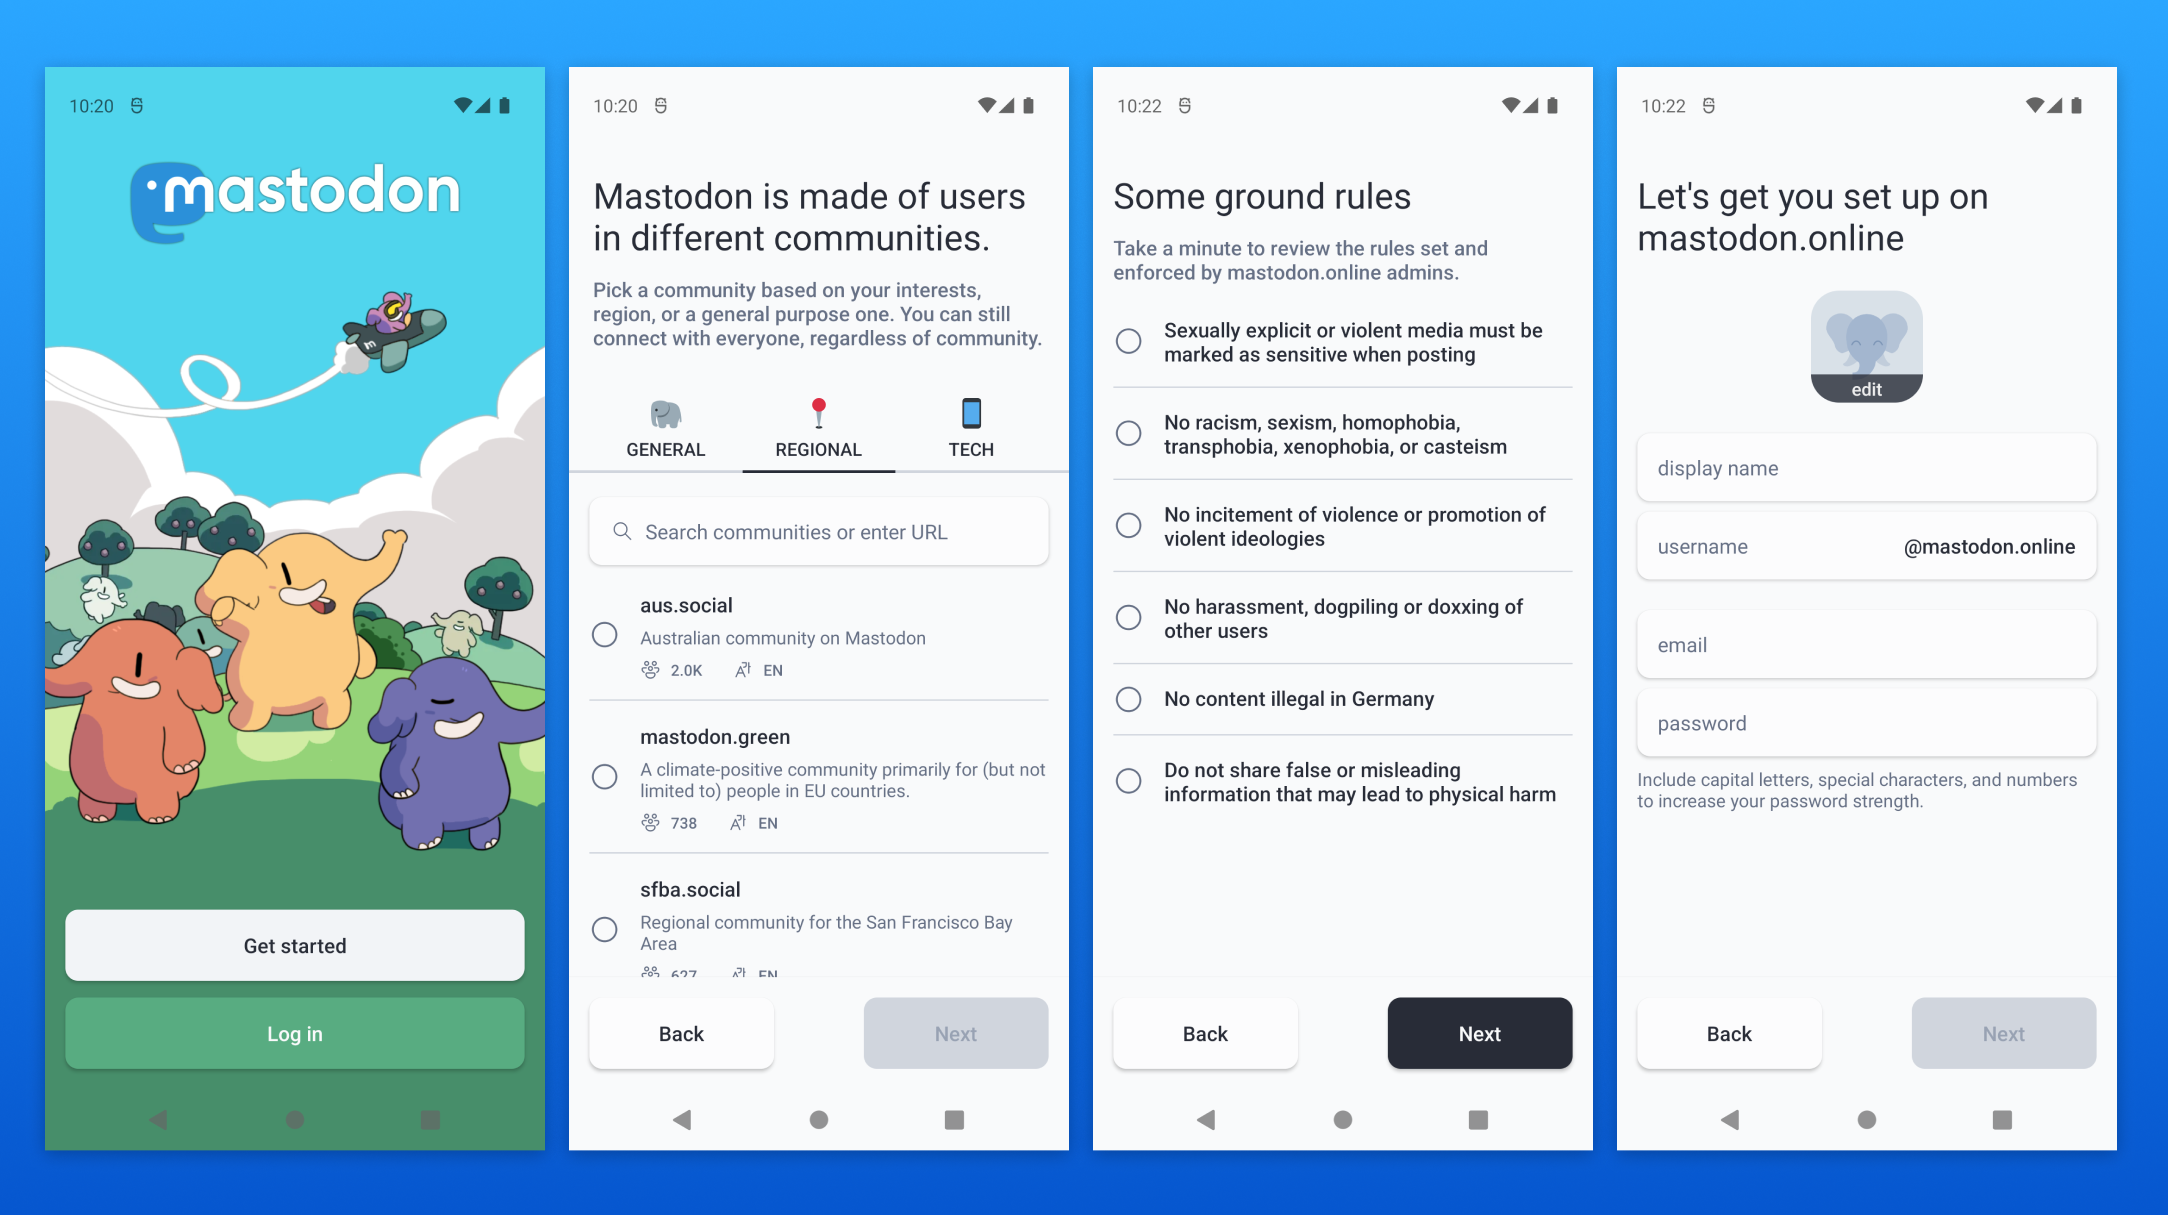 10:20
mastodon
Get started
Log in
10:20
Mastodon is made of users
in different communities.
Pick a community based on your interests,
region, or a general purpose one. You can still
connect with everyone, regardless of community.
GENERAL
REGIONAL
TECH
Search communities or enter URL
aus.social
Australian community on Mastodon
2.0K EN
mastodon.green
A climate-positive community primarily for (but not
limited to) people in EU countries.
738 EN
sfba.social
Regional community for the San Francisco Bay
Area
627 EN
Back
Next
10:22
Some ground rules
Take a minute to review the rules set and
enforced by mastodon.online admins.
Sexually explicit or violent media must be
marked as sensitive when posting
No racism, sexism, homophobia,
transphobia, xenophobia, or casteism
No incitement of violence or promotion of
violent ideologies
No harassment, dogpiling or doxxing of
other users
No content illegal in Germany
Do not share false or misleading
information that may lead to physical harm
Back
Next
10:22
Let's get you set up on
mastodon.online
edit
display name
username @mastodon.online
email
password
Include capital letters, special characters, and numbers
to increase your password strength.
Back
Next